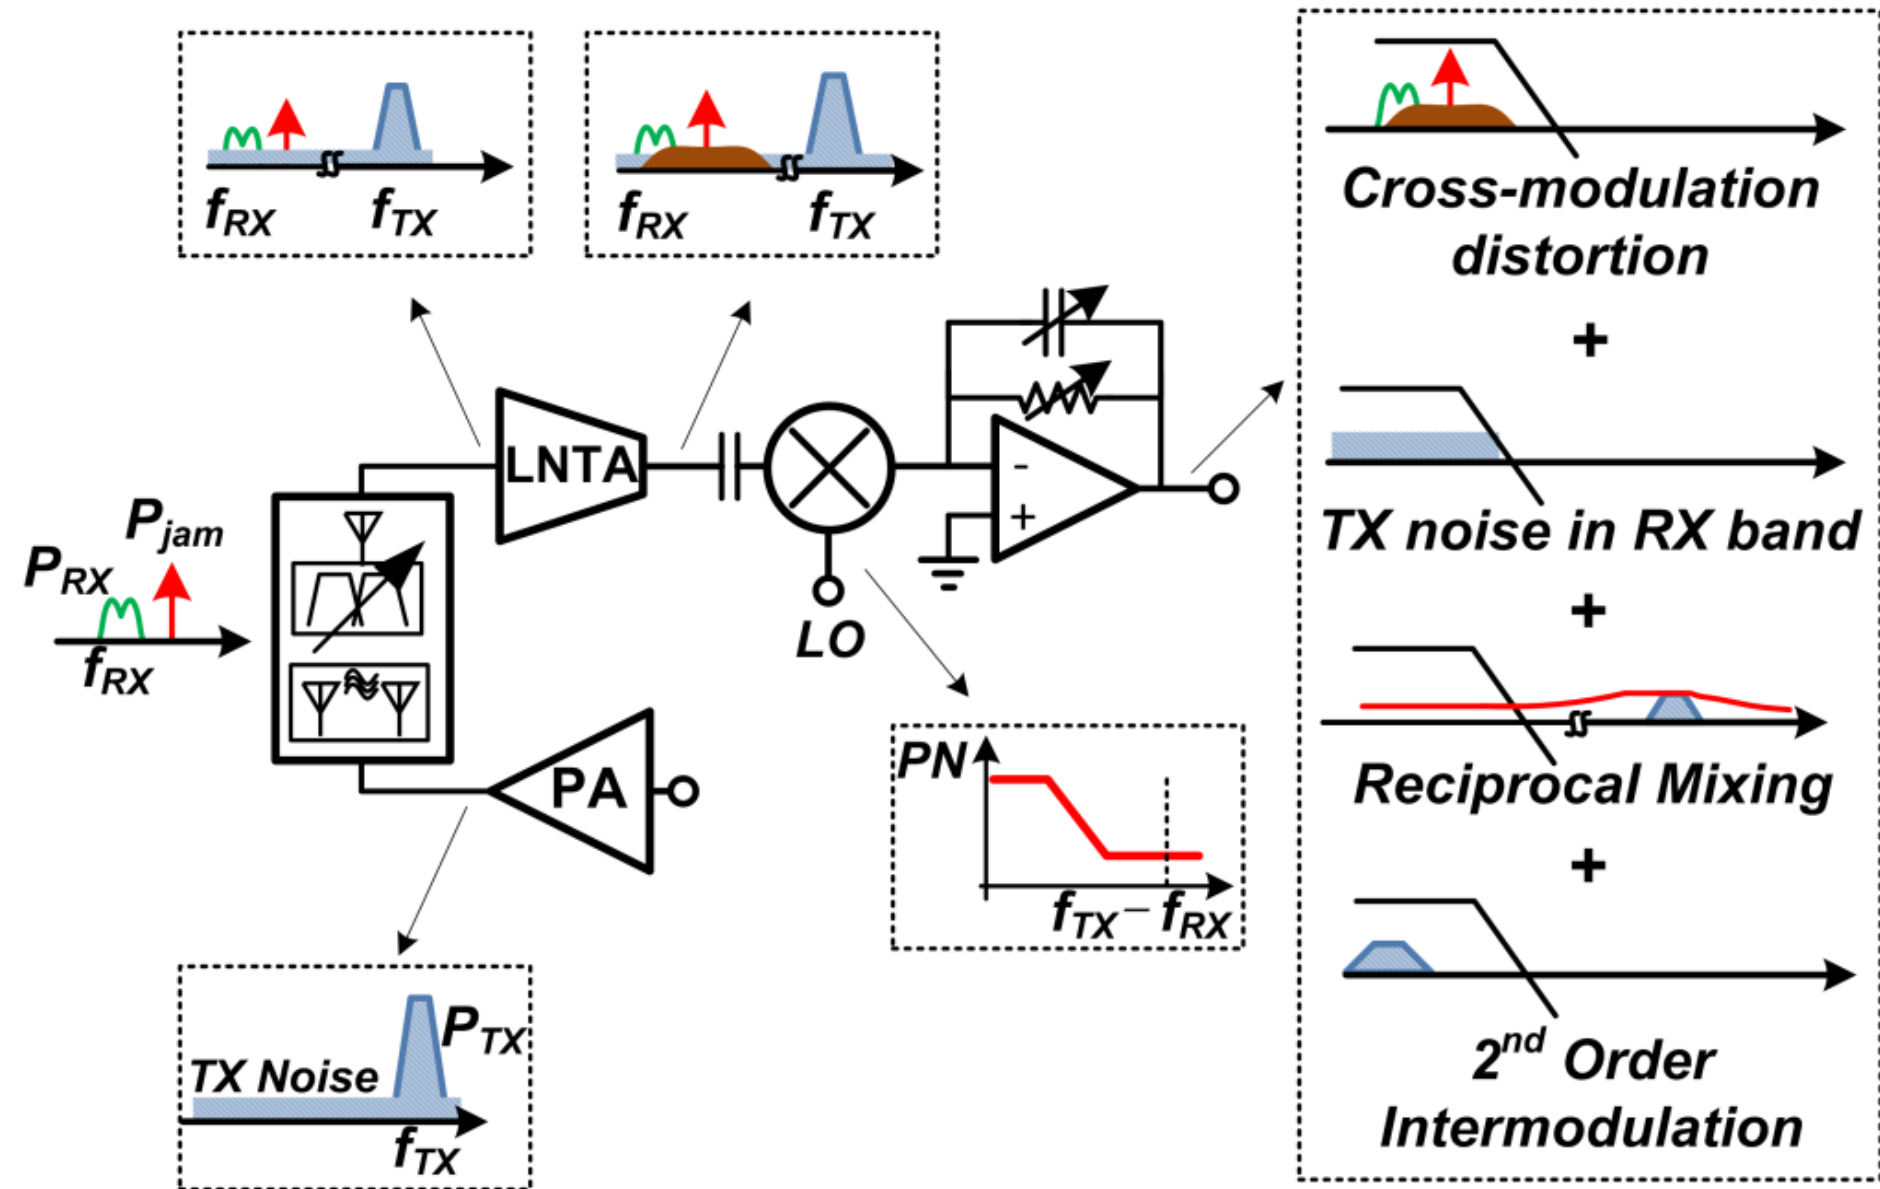 fRX
fTX
fRX
fTX
Cross-modulation
distortion
+
LNTA
-
+
Pjam
PRX
fRX
LO
TX noise in RX band
+
PA
PN
fTX – fRX
Reciprocal Mixing
+
TX Noise
PTX
fTX
2nd Order
Intermodulation